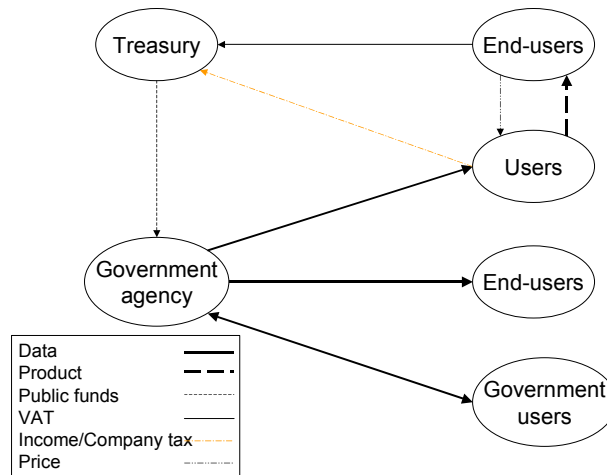 Treasury
End-users
Users
Government
agency
End-users
Government
users
Data
Product
Public funds
VAT
Income/Company tax
Price